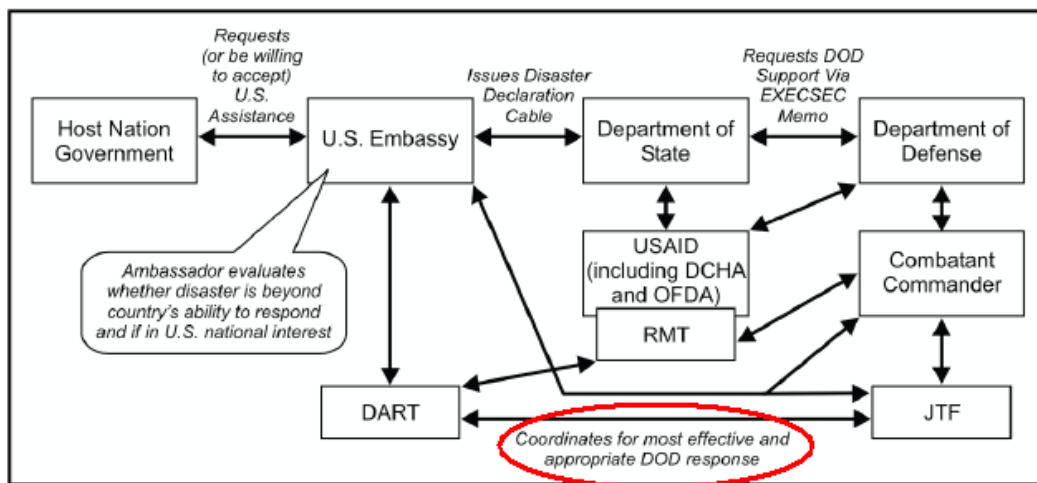 Requests
(or be willing
to accept)
U.S.
Assistance
Issues Disaster
Declaration
Cable
Requests DOD
Support Via
EXECSEC
Memo
Host Nation
Government
U.S. Embassy
Department of
State
Department of
Defense
Ambassador evaluates
whether disaster is beyond
country's ability to respond
and if in U.S. national interest
USAID
(including DCHA
and OFDA)
RMT
Combatant
Commander
DART
JTF
Coordinates for most effective and
appropriate DOD response